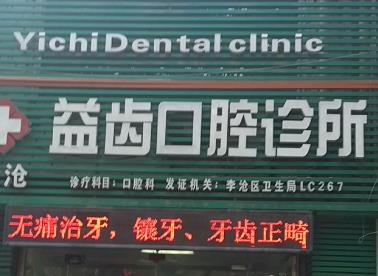 Yichi Dental clinic
益齿口腔诊所
沧
诊疗科目：口腔科 发证机关：李沧区卫生局LC267
无痛治牙，镶牙、牙齿正畸